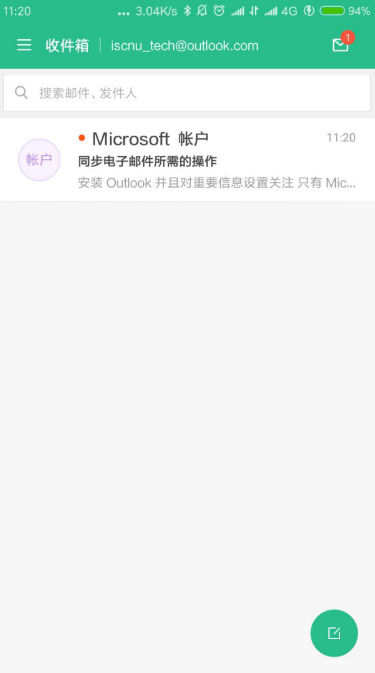 11:20 ... 3.04K/s 4G 94%
收件箱 iscnu_tech@outlook.com 1
搜索邮件、发件人
Microsoft 帐户 11:20
帐户 同步电子邮件所需的操作
安装 Outlook 并且对重要信息设置关注 只有 Mic...